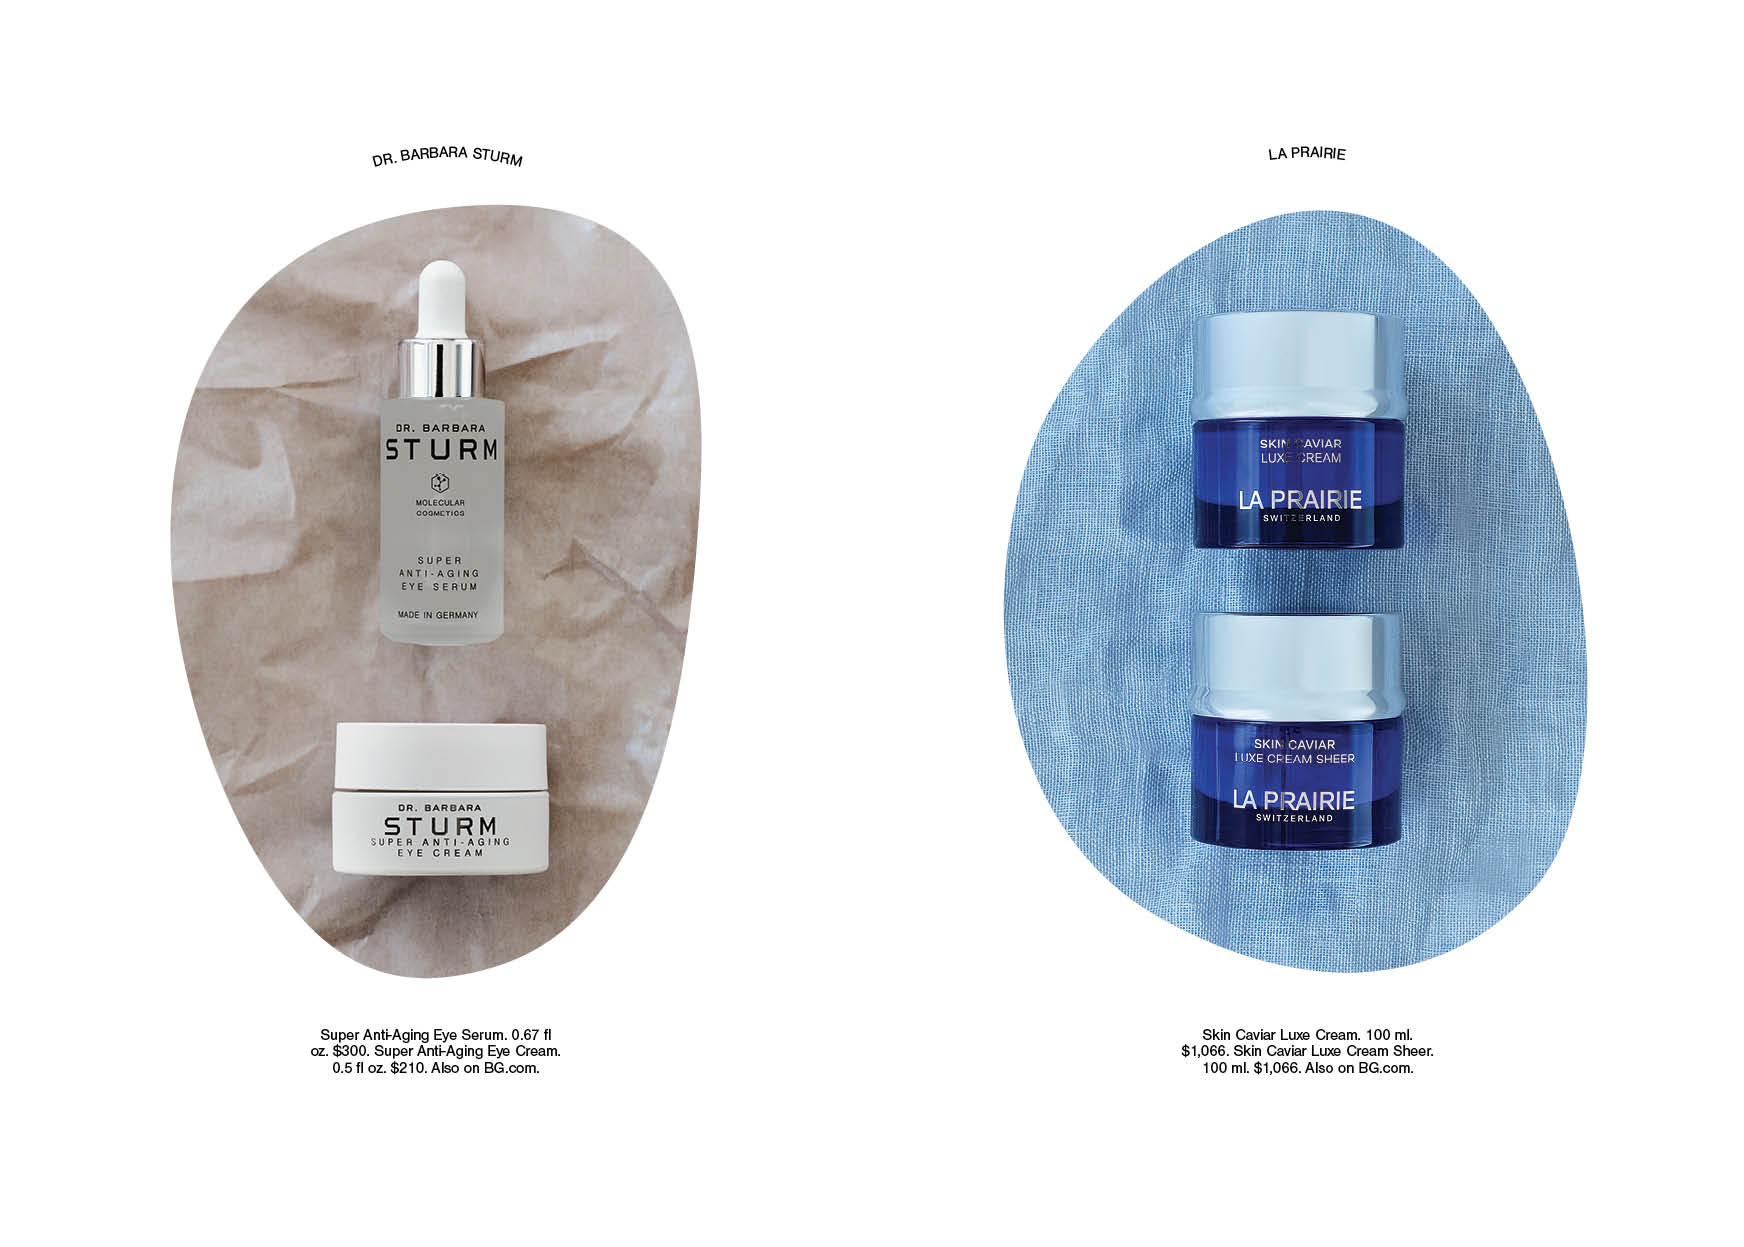 DR. BARBARA STURM
DR. BARBARA
STURM
MOLECULAR
COSMETICS
SUPER
ANTI-AGING
EYE SERUM
MADE IN GERMANY
DR. BARBARA
STURM
SUPER ANTI-AGING
EYE CREAM
Super Anti-Aging Eye Serum. 0.67 fl
oz. $300. Super Anti-Aging Eye Cream.
0.5 fl oz. $210. Also on BG.com.
LA PRAIRIE
SKIN CAVIAR
LUXE CREAM
LA PRAIRIE
SWITZERLAND
SKIN CAVIAR
LUXE CREAM SHEER
LA PRAIRIE
SWITZERLAND
Skin Caviar Luxe Cream. 100 ml.
$1,066. Skin Caviar Luxe Cream Sheer.
100 ml. $1,066. Also on BG.com.